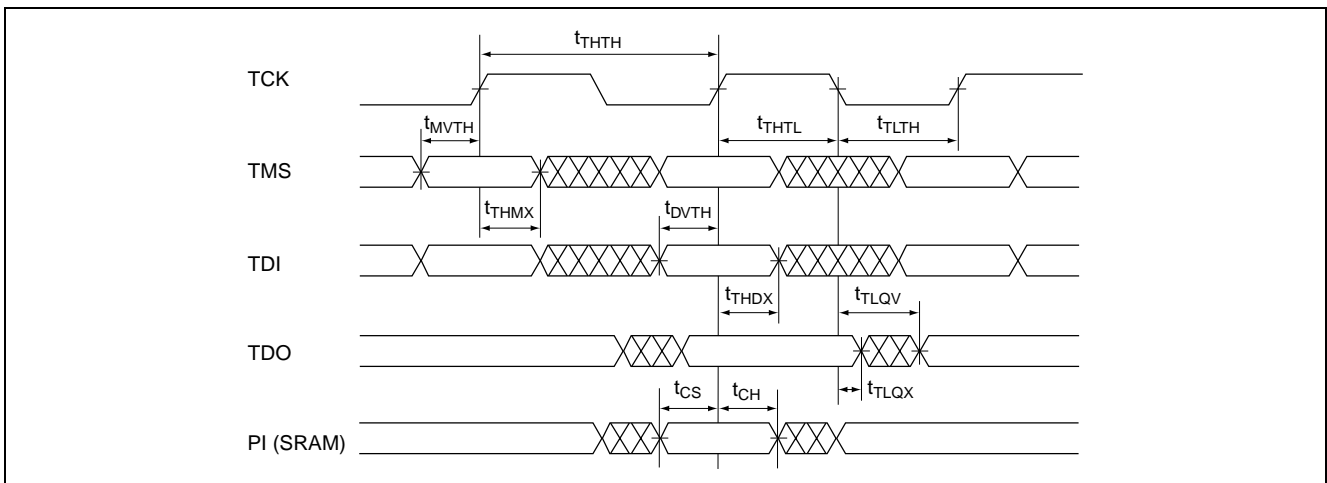 tTHTH
TCK
tMVTH
tTHTL
tTLTH
TMS
tTHMX
tDVTH
TDI
tTHDX
tTLQV
TDO
tCS
tCH
tTLQX
PI (SRAM)